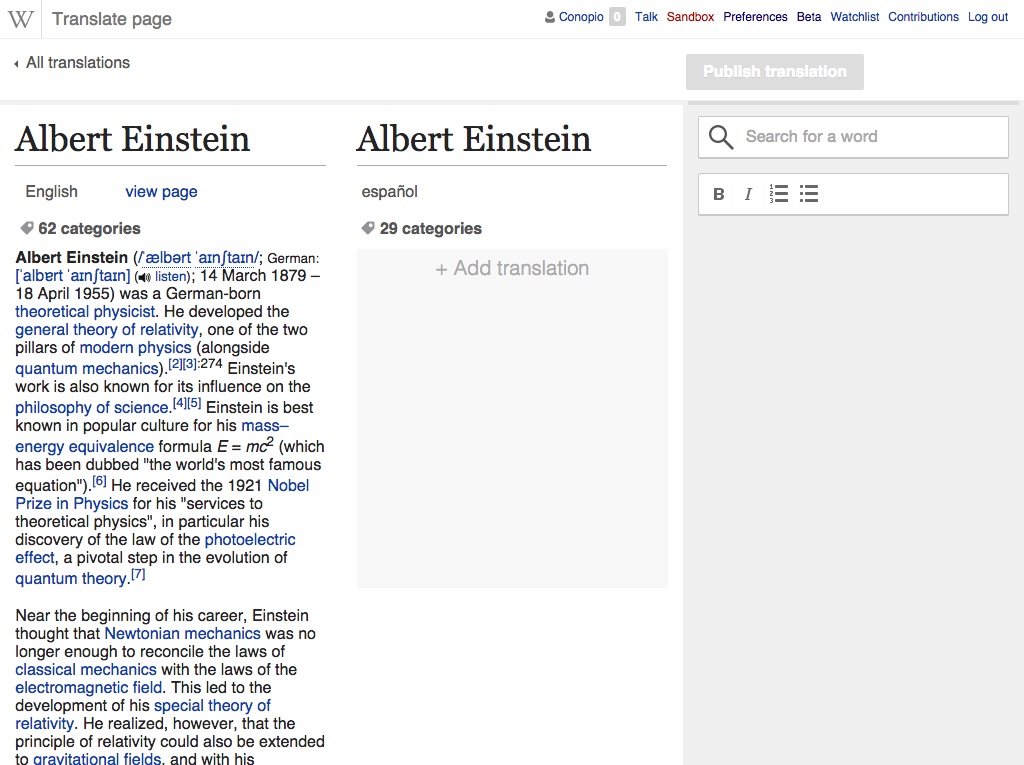 W Translate page
Conopio 0 Talk Sandbox Preferences Beta Watchlist Contributions Log out
All translations
Publish translation
Albert Einstein
English view page
62 categories
Albert Einstein (/ˈælbərt ˈaɪnʃtaɪn/; German:
[ˈalbɐt ˈaɪnʃtaɪn] ( listen); 14 March 1879 –
18 April 1955) was a German-born
theoretical physicist. He developed the
general theory of relativity, one of the two
pillars of modern physics (alongside
quantum mechanics).[2][3]:274 Einstein's
work is also known for its influence on the
philosophy of science.[4][5] Einstein is best
known in popular culture for his mass–
energy equivalence formula E = mc² (which
has been dubbed "the world's most famous
equation").[6] He received the 1921 Nobel
Prize in Physics for his "services to
theoretical physics", in particular his
discovery of the law of the photoelectric
effect, a pivotal step in the evolution of
quantum theory.[7]
Near the beginning of his career, Einstein
thought that Newtonian mechanics was no
longer enough to reconcile the laws of
classical mechanics with the laws of the
electromagnetic field. This led to the
development of his special theory of
relativity. He realized, however, that the
principle of relativity could also be extended
to gravitational fields, and with his
Albert Einstein
español
29 categories
+ Add translation
Search for a word
B I